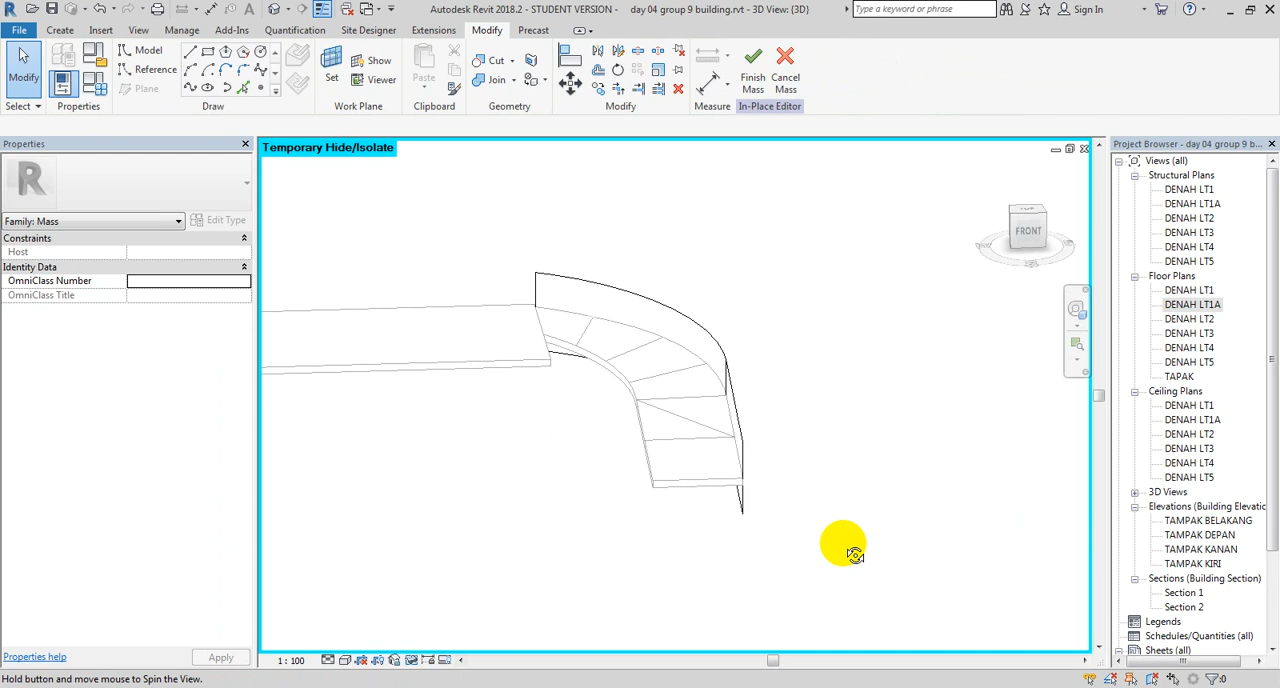 Autodesk Revit 2018.2 - STUDENT VERSION - day 04 group 9 building.rvt - 3D View: {3D}
Type a keyword or phrase
Sign In
File Create Insert View Manage Add-Ins Quantification Site Designer Extensions Modify Precast
Modify
Select
Properties
Model
Reference
Plane
Draw
Set
Show
Viewer
Work Plane
Paste
Clipboard
Cut
Join
Geometry
Modify
Measure
Finish Mass
Cancel Mass
In-Place Editor
Properties
Family: Mass
Edit Type
Constraints
Host
Identity Data
OmniClass Number
OmniClass Title
Properties help
Apply
Temporary Hide/Isolate
TOP
FRONT
1 : 100
Project Browser - day 04 group 9 b...
Views (all)
Structural Plans
DENAH LT1
DENAH LT1A
DENAH LT2
DENAH LT3
DENAH LT4
DENAH LT5
Floor Plans
DENAH LT1
DENAH LT1A
DENAH LT2
DENAH LT3
DENAH LT4
DENAH LT5
TAPAK
Ceiling Plans
DENAH LT1
DENAH LT1A
DENAH LT2
DENAH LT3
DENAH LT4
DENAH LT5
3D Views
Elevations (Building Elevatic
TAMPAK BELAKANG
TAMPAK DEPAN
TAMPAK KANAN
TAMPAK KIRI
Sections (Building Section)
Section 1
Section 2
Legends
Schedules/Quantities (all)
Sheets (all)
Hold button and move mouse to Spin the View.
:0